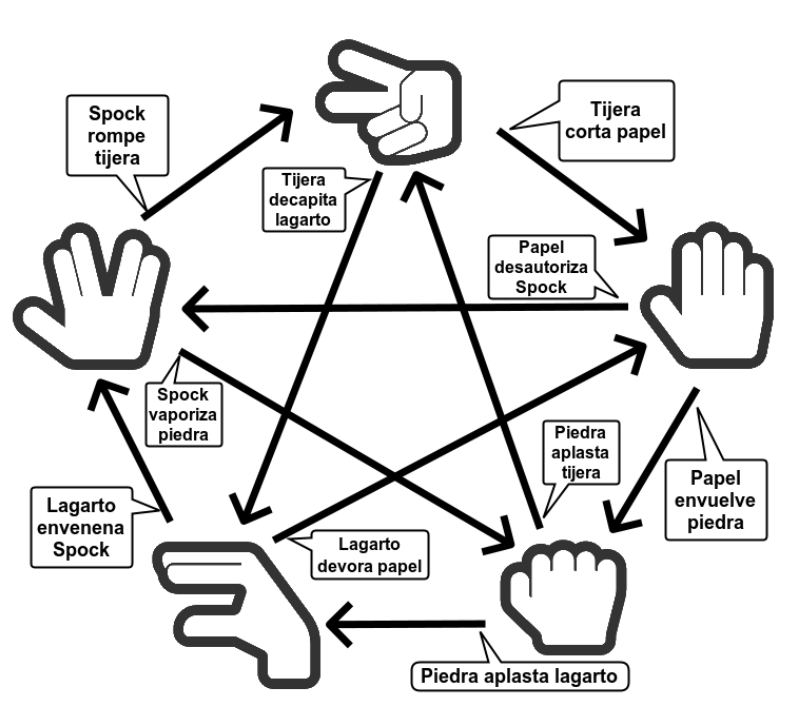 Spock
rompe
tijera
Tijera
corta papel
Tijera
decapita
lagarto
Papel
desautoriza
Spock
Spock
vaporiza
piedra
Piedra
aplasta
tijera
Papel
envuelve
piedra
Lagarto
envenena
Spock
Lagarto
devora papel
Piedra aplasta lagarto